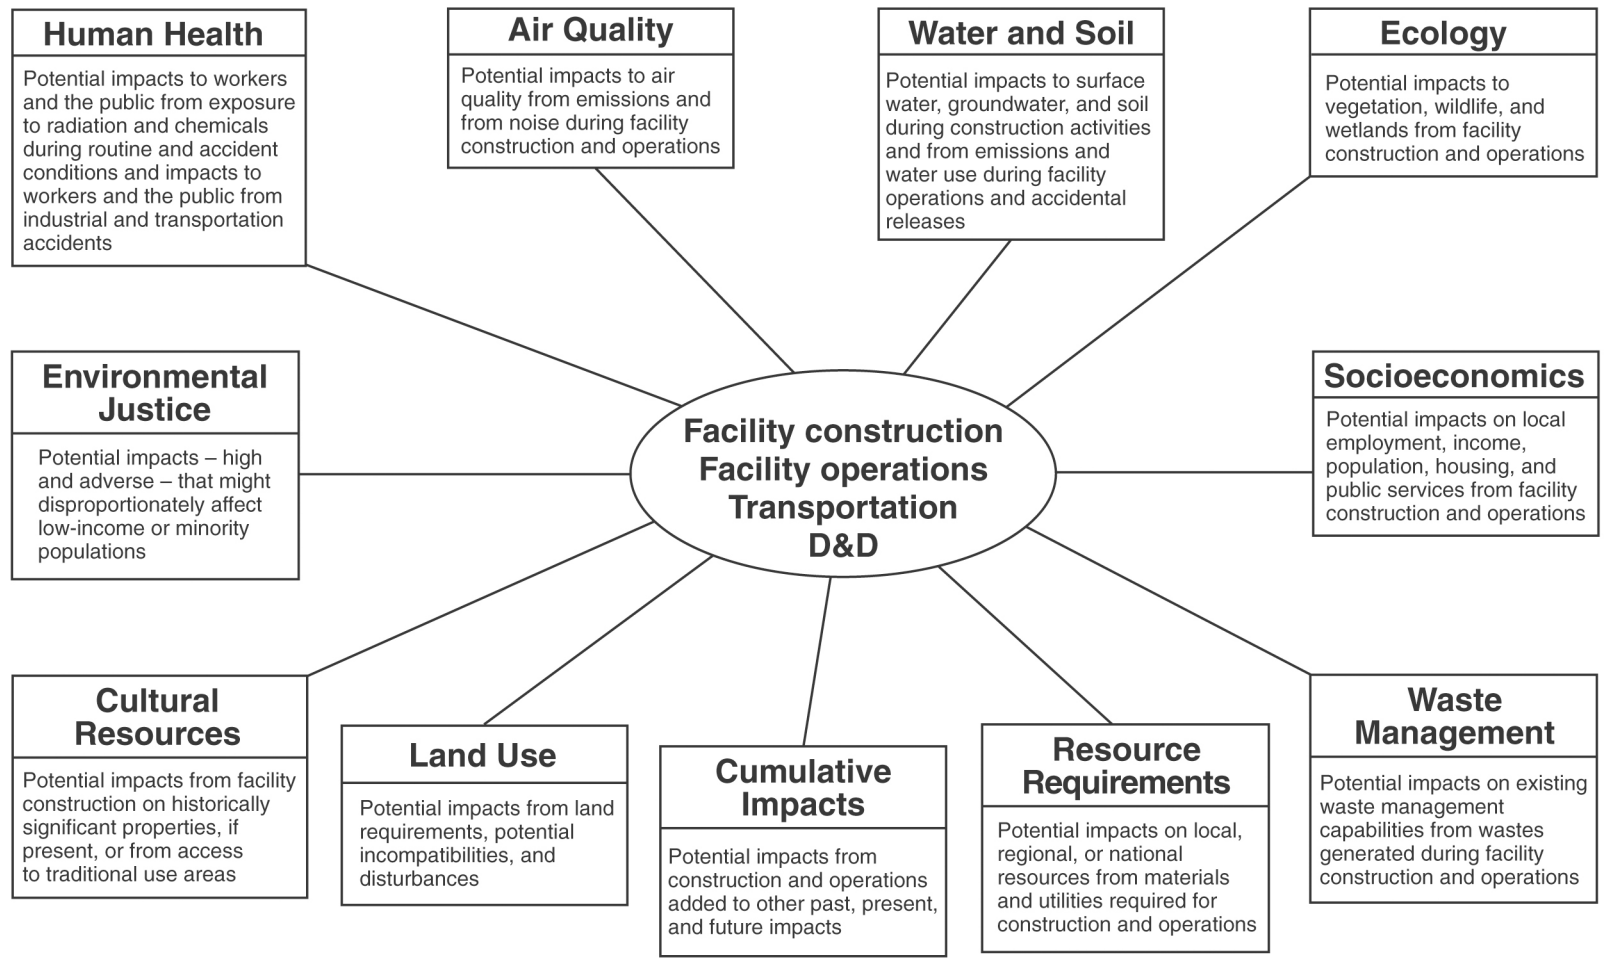 Human Health
Potential impacts to workers
and the public from exposure
to radiation and chemicals
during routine and accident
conditions and impacts to
workers and the public from
industrial and transportation
accidents
Air Quality
Potential impacts to air
quality from emissions and
from noise during facility
construction and operations
Water and Soil
Potential impacts to surface
water, groundwater, and soil
during construction activities
and from emissions and
water use during facility
operations and accidental
releases
Ecology
Potential impacts to
vegetation, wildlife, and
wetlands from facility
construction and operations
Environmental
Justice
Potential impacts – high
and adverse – that might
disproportionately affect
low-income or minority
populations
Facility construction
Facility operations
Transportation
D&D
Socioeconomics
Potential impacts on local
employment, income,
population, housing, and
public services from facility
construction and operations
Cultural
Resources
Potential impacts from facility
construction on historically
significant properties, if
present, or from access
to traditional use areas
Land Use
Potential impacts from land
requirements, potential
incompatibilities, and
disturbances
Cumulative
Impacts
Potential impacts from
construction and operations
added to other past, present,
and future impacts
Resource
Requirements
Potential impacts on local,
regional, or national
resources from materials
and utilities required for
construction and operations
Waste
Management
Potential impacts on existing
waste management
capabilities from wastes
generated during facility
construction and operations